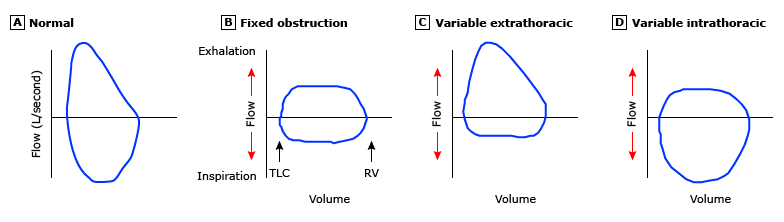 A Normal
B Fixed obstruction
C Variable extrathoracic
D Variable intrathoracic
Flow (L/second)
Exhalation
Flow
Inspiration
TLC
RV
Volume
Flow
Volume
Flow
Volume